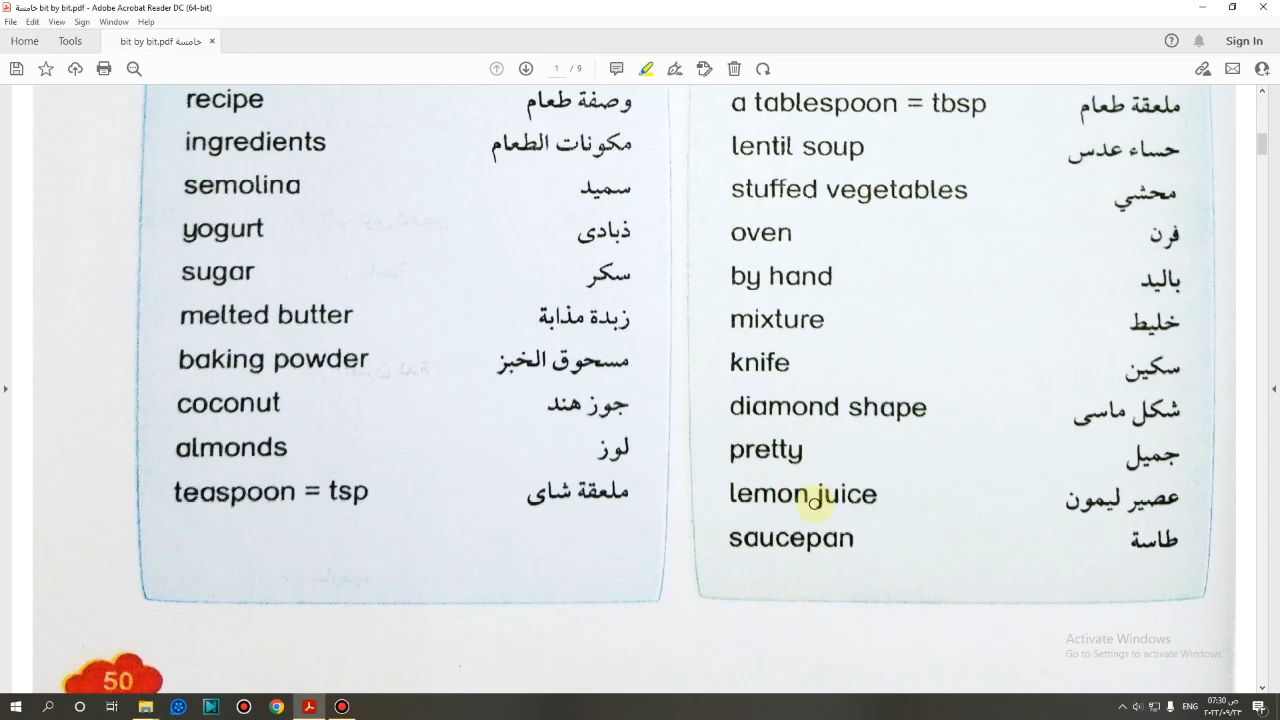 خامسة bit by bit.pdf - Adobe Acrobat Reader DC (64-bit)
File Edit View Sign Window Help
Home Tools خامسة bit by bit.pdf × Sign In
1 / 9
recipe وصفة طعام
ingredients مكونات الطعام
semolina سميد
yogurt ذبادى
sugar سكر
melted butter زبدة مذابة
baking powder مسحوق الخبز
coconut جوز هند
almonds لوز
teaspoon = tsp ملعقة شاى
a tablespoon = tbsp ملعقة طعام
lentil soup حساء عدس
stuffed vegetables محشي
oven فرن
by hand باليد
mixture خليط
knife سكين
diamond shape شكل ماسى
pretty جميل
lemon juice عصير ليمون
saucepan طاسة
50
Activate Windows
Go to Settings to activate Windows.
ENG
07:30 ص
٢٠٢٢/٠٩/٢٣